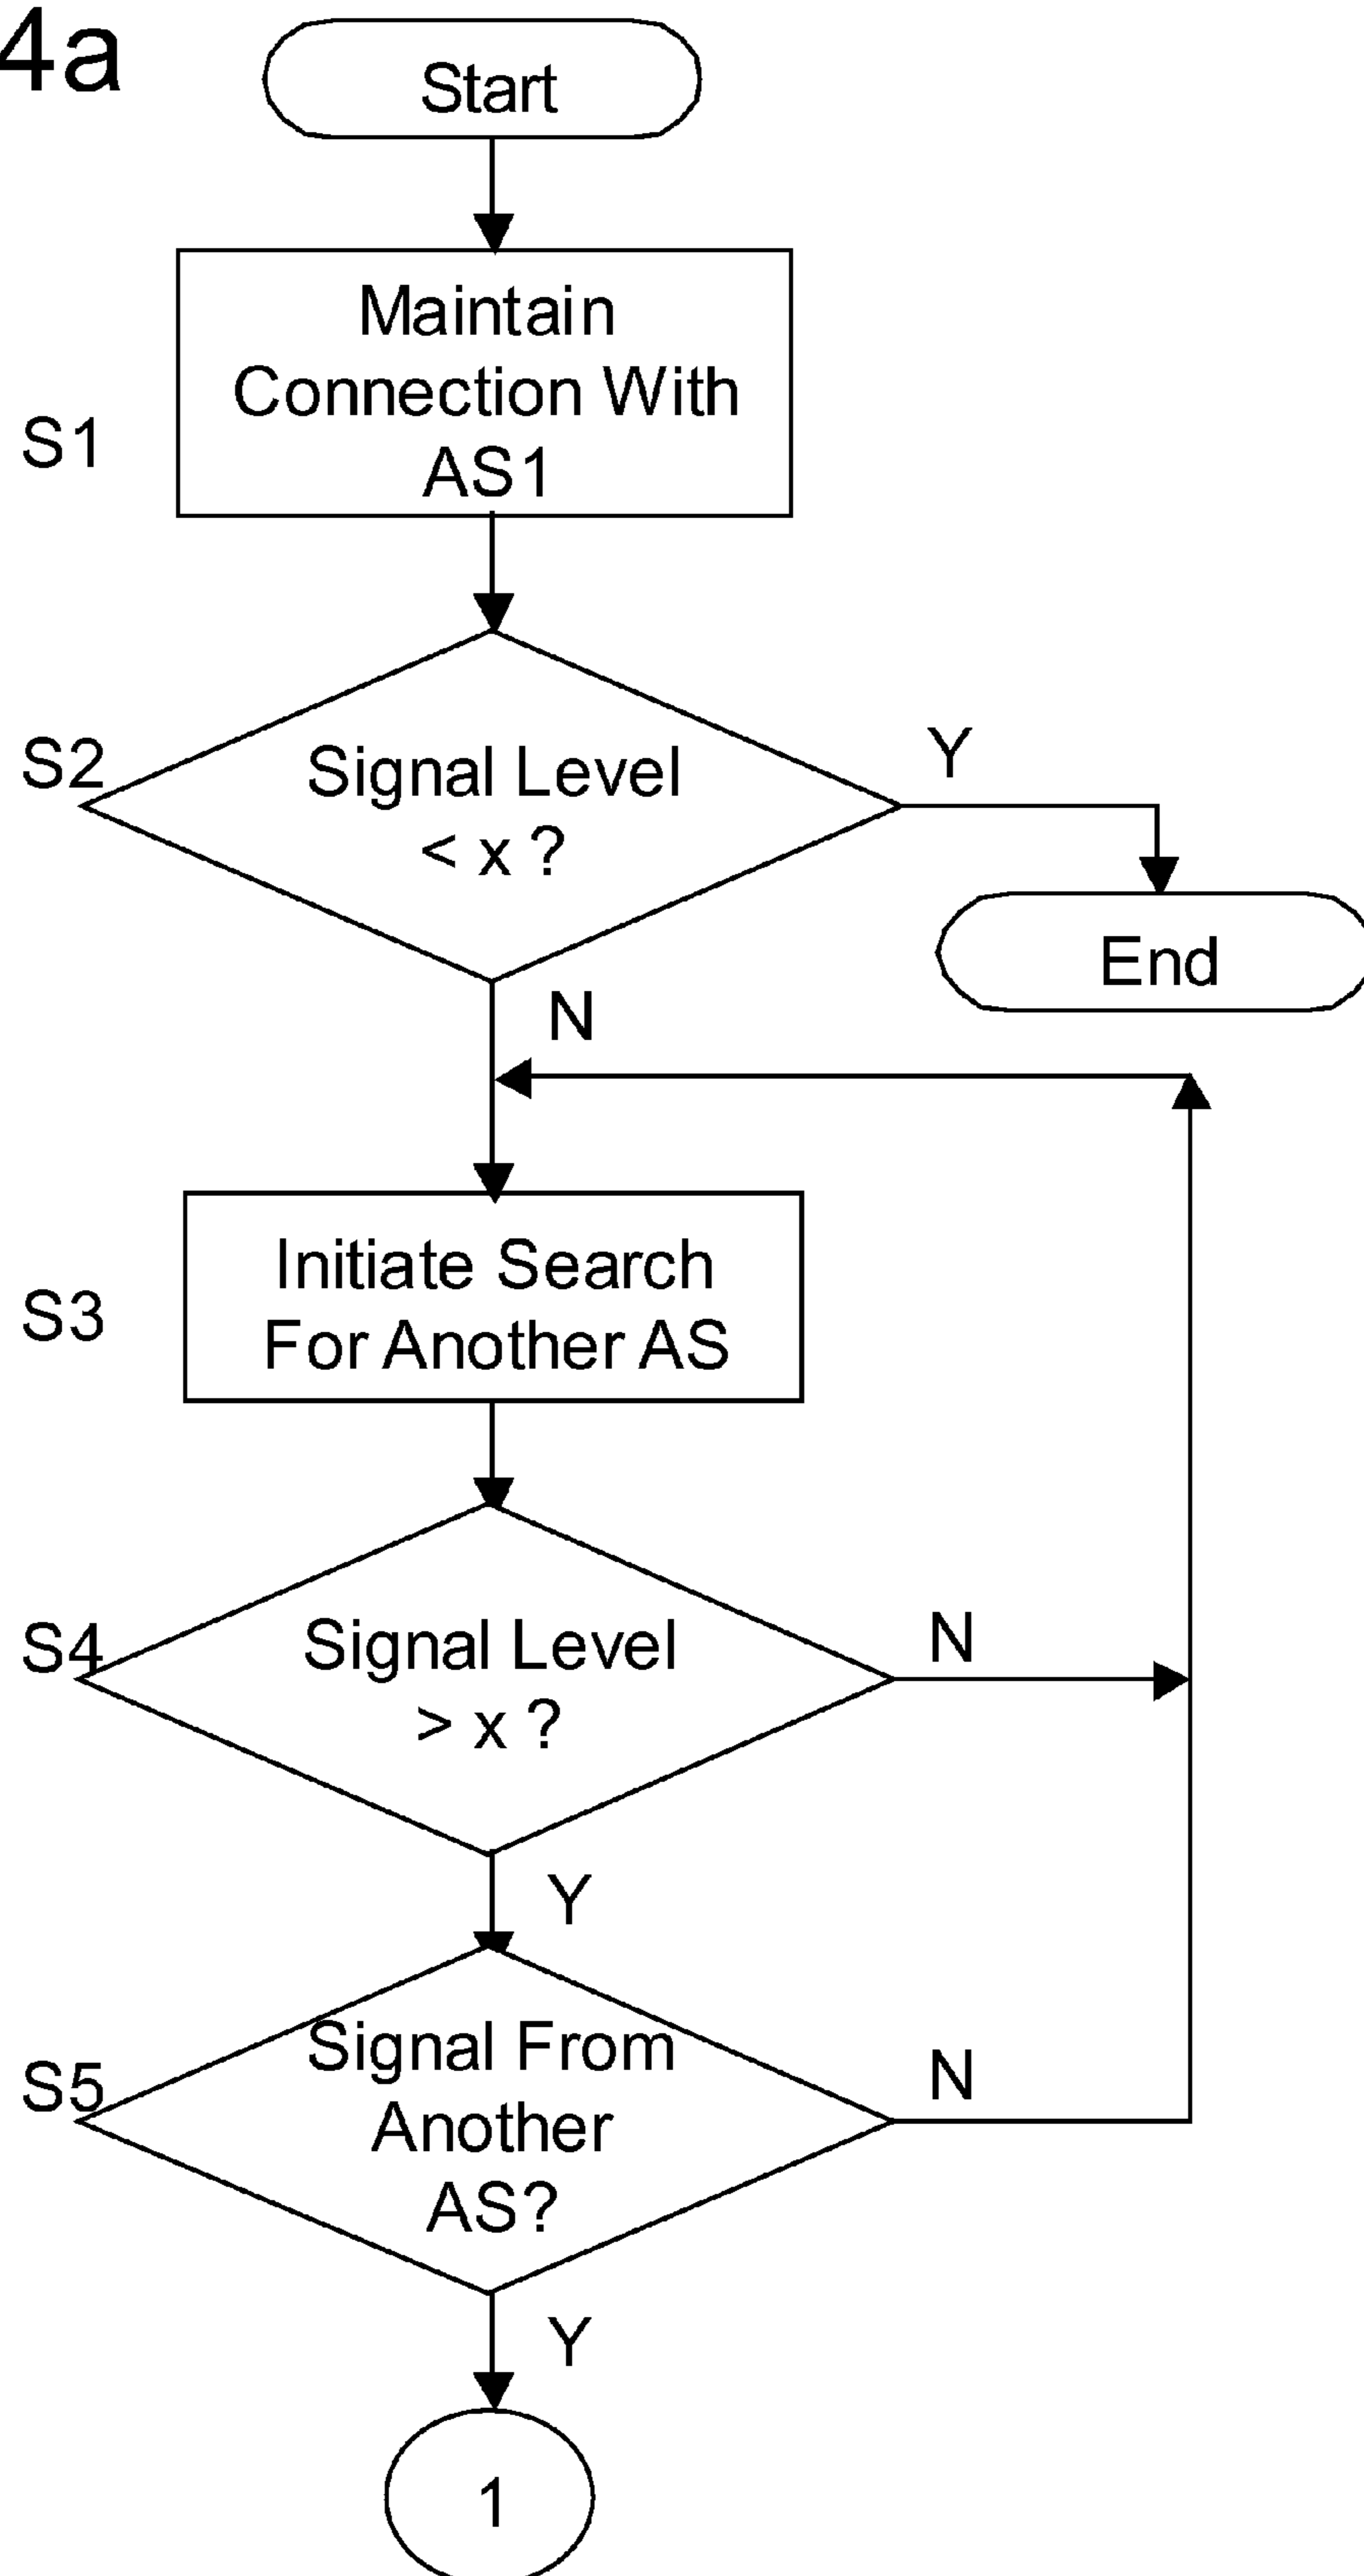 4a
Start
Maintain
Connection With
AS1
S1
S2
Signal Level
< x ?
Y
End
N
Initiate Search
For Another AS
S3
S4
Signal Level
> x ?
N
Y
S5
Signal From
Another
AS?
N
Y
1